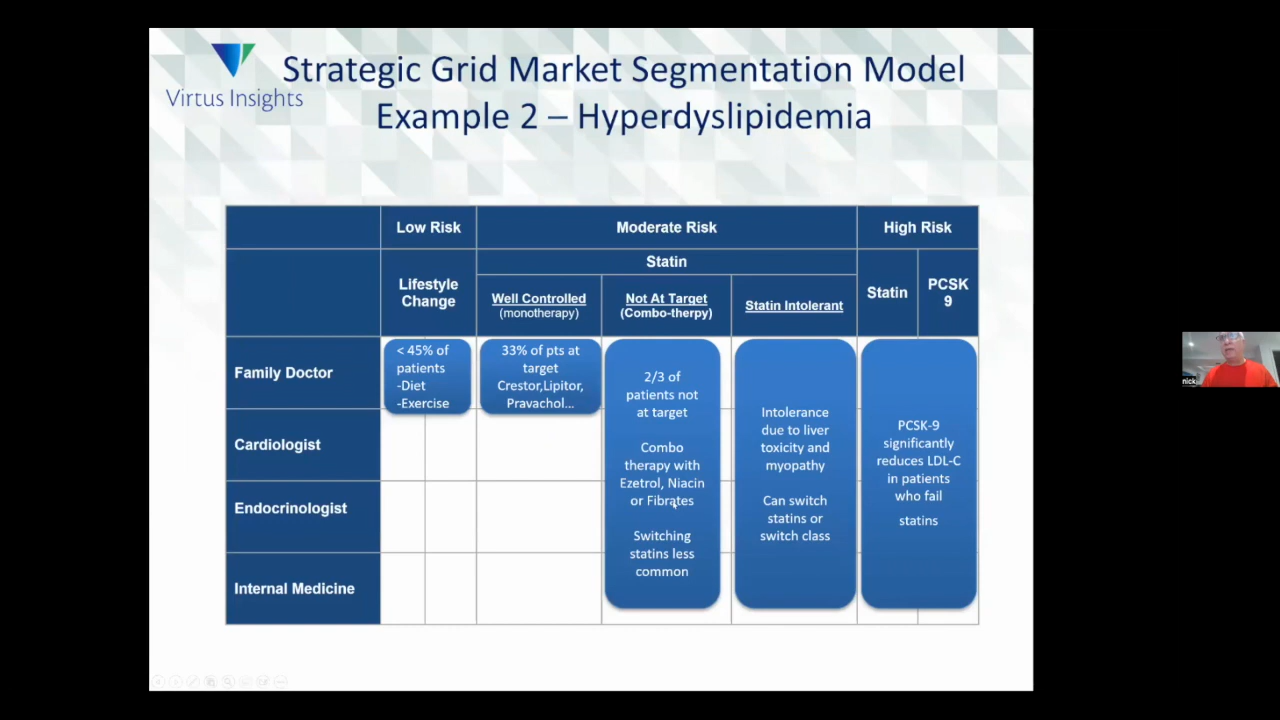 Virtus Insights
Strategic Grid Market Segmentation Model
Example 2 – Hyperdyslipidemia
Low Risk
Moderate Risk
High Risk
Lifestyle
Change
Statin
Well Controlled
(monotherapy)
Not At Target
(Combo-therpy)
Statin Intolerant
Statin
PCSK
9
Family Doctor
Cardiologist
Endocrinologist
Internal Medicine
< 45% of
patients
-Diet
-Exercise
33% of pts at
target
Crestor,Lipitor,
Pravachol...
2/3 of
patients not
at target
Combo
therapy with
Ezetrol, Niacin
or Fibrates
Switching
statins less
common
Intolerance
due to liver
toxicity and
myopathy
Can switch
statins or
switch class
PCSK-9
significantly
reduces LDL-C
in patients
who fail
statins
nick